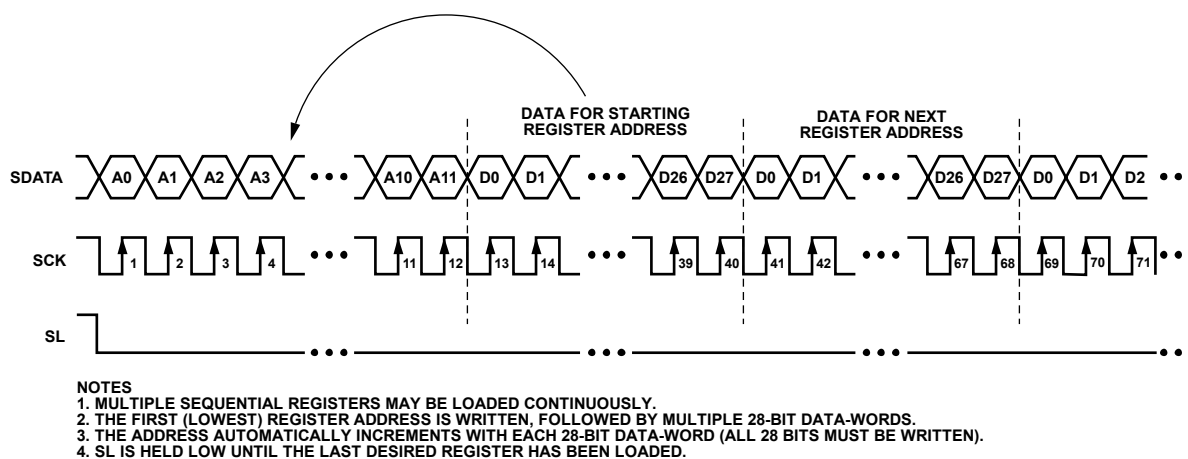 DATA FOR STARTING
REGISTER ADDRESS
DATA FOR NEXT
REGISTER ADDRESS
SDATA A0 A1 A2 A3 ••• A10 A11 D0 D1 ••• D26 D27 D0 D1 ••• D26 D27 D0 D1 D2 ••
SCK 1 2 3 4 ••• 11 12 13 14 ••• 39 40 41 42 ••• 67 68 69 70 71 ••
SL ••• ••• ••• ••
NOTES
1. MULTIPLE SEQUENTIAL REGISTERS MAY BE LOADED CONTINUOUSLY.
2. THE FIRST (LOWEST) REGISTER ADDRESS IS WRITTEN, FOLLOWED BY MULTIPLE 28-BIT DATA-WORDS.
3. THE ADDRESS AUTOMATICALLY INCREMENTS WITH EACH 28-BIT DATA-WORD (ALL 28 BITS MUST BE WRITTEN).
4. SL IS HELD LOW UNTIL THE LAST DESIRED REGISTER HAS BEEN LOADED.